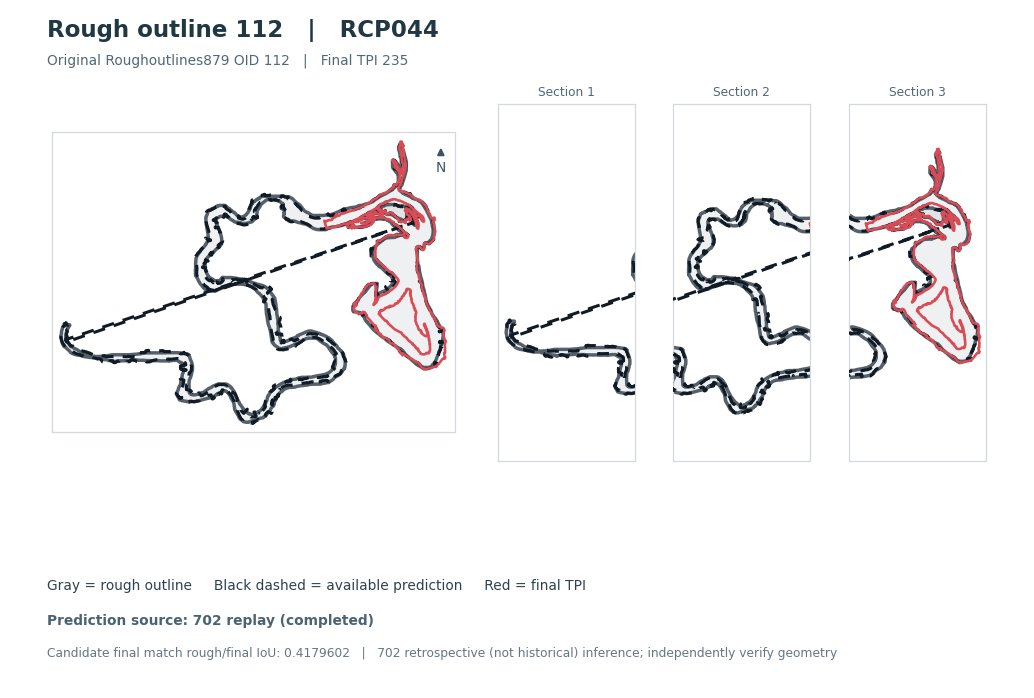 Rough outline 112   |   RCP044
Original Roughoutlines879 OID 112   |   Final TPI 235
Section 1   Section 2   Section 3
N
Gray = rough outline     Black dashed = available prediction     Red = final TPI
Prediction source: 702 replay (completed)
Candidate final match rough/final IoU: 0.4179602   |   702 retrospective (not historical) inference; independently verify geometry